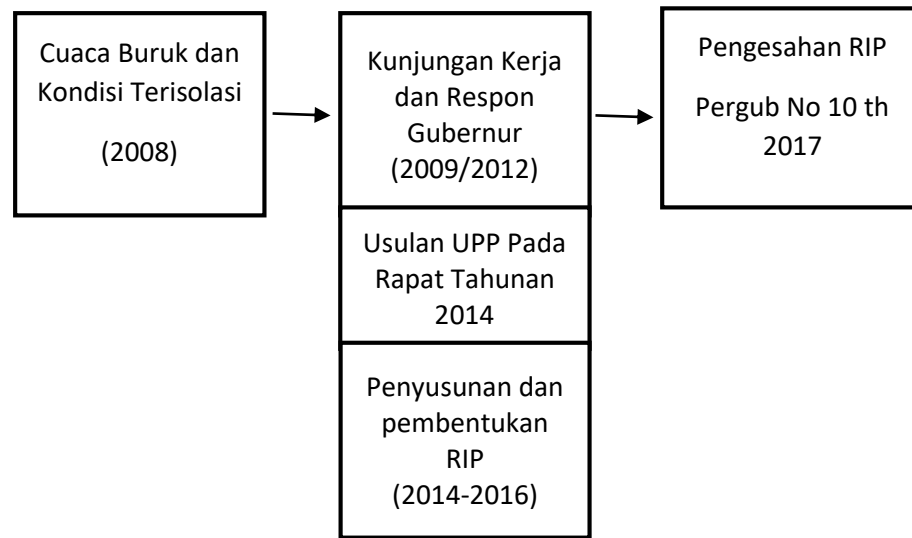 Cuaca Buruk dan
Kondisi Terisolasi
(2008)
Kunjungan Kerja
dan Respon
Gubernur
(2009/2012)
Usulan UPP Pada
Rapat Tahunan
2014
Penyusunan dan
pembentukan
RIP
(2014-2016)
Pengesahan RIP
Pergub No 10 th
2017